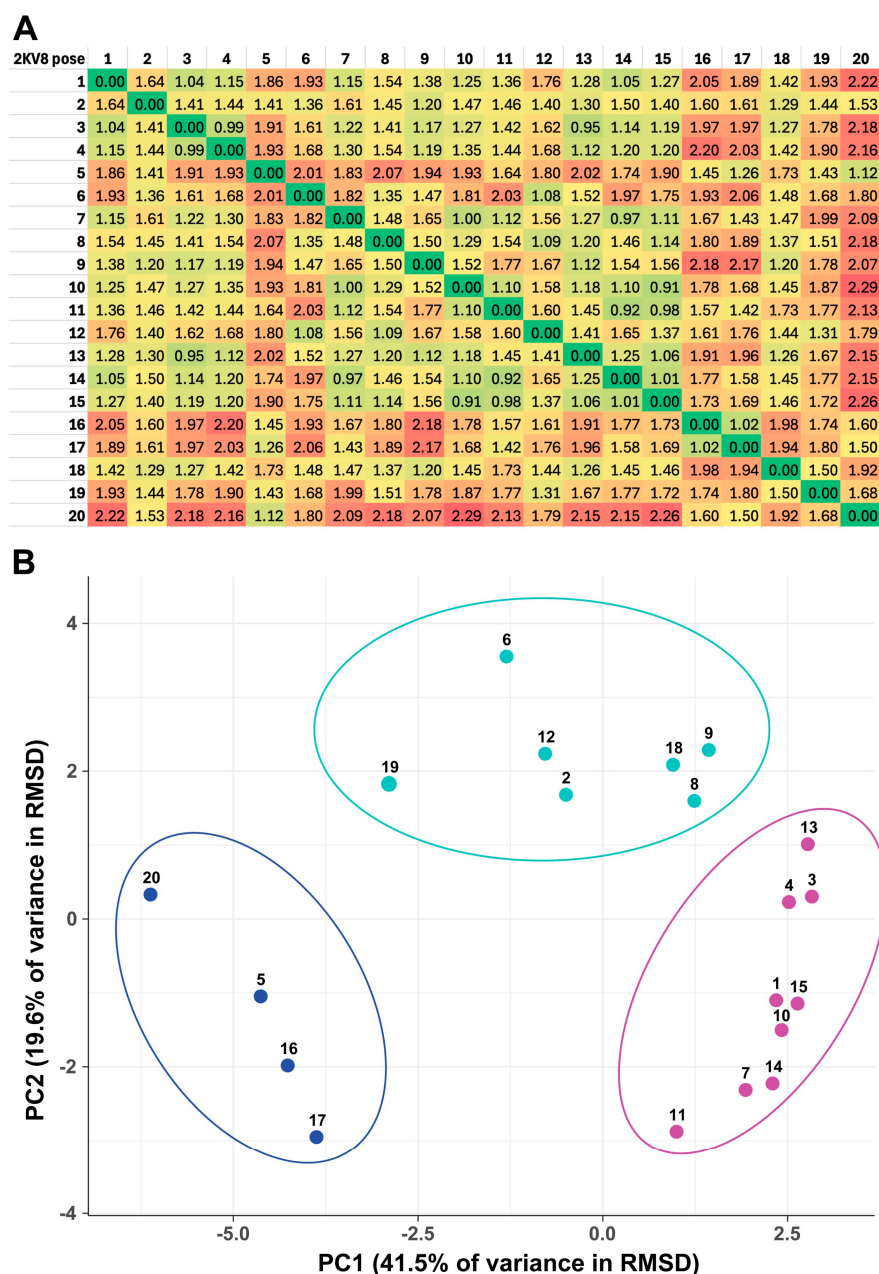 A
2KV8 pose 1 2 3 4 5 6 7 8 9 10 11 12 13 14 15 16 17 18 19 20
1 0.00 1.64 1.04 1.15 1.86 1.93 1.15 1.54 1.38 1.25 1.36 1.76 1.28 1.05 1.27 2.05 1.89 1.42 1.93 2.22
2 1.64 0.00 1.41 1.44 1.41 1.36 1.61 1.45 1.20 1.47 1.46 1.40 1.30 1.50 1.40 1.60 1.61 1.29 1.44 1.53
3 1.04 1.41 0.00 0.99 1.91 1.61 1.22 1.41 1.17 1.27 1.42 1.62 0.95 1.14 1.19 1.97 1.97 1.27 1.78 2.18
4 1.15 1.44 0.99 0.00 1.93 1.68 1.30 1.54 1.19 1.35 1.44 1.68 1.12 1.20 1.20 2.20 2.03 1.42 1.90 2.16
5 1.86 1.41 1.91 1.93 0.00 2.01 1.83 2.07 1.94 1.93 1.64 1.80 2.02 1.74 1.90 1.45 1.26 1.73 1.43 1.12
6 1.93 1.36 1.61 1.68 2.01 0.00 1.82 1.35 1.47 1.81 2.03 1.08 1.52 1.97 1.75 1.93 2.06 1.48 1.68 1.80
7 1.15 1.61 1.22 1.30 1.83 1.82 0.00 1.48 1.65 1.00 1.12 1.56 1.27 0.97 1.11 1.67 1.43 1.47 1.99 2.09
8 1.54 1.45 1.41 1.54 2.07 1.35 1.48 0.00 1.50 1.29 1.54 1.09 1.20 1.46 1.14 1.80 1.89 1.37 1.51 2.18
9 1.38 1.20 1.17 1.19 1.94 1.47 1.65 1.50 0.00 1.52 1.77 1.67 1.12 1.54 1.56 2.18 2.17 1.20 1.78 2.07
10 1.25 1.47 1.27 1.35 1.93 1.81 1.00 1.29 1.52 0.00 1.10 1.58 1.18 1.10 0.91 1.78 1.68 1.45 1.87 2.29
11 1.36 1.46 1.42 1.44 1.64 2.03 1.12 1.54 1.77 1.10 0.00 1.60 1.45 0.92 0.98 1.57 1.42 1.73 1.77 2.13
12 1.76 1.40 1.62 1.68 1.80 1.08 1.56 1.09 1.67 1.58 1.60 0.00 1.41 1.65 1.37 1.61 1.76 1.44 1.31 1.79
13 1.28 1.30 0.95 1.12 2.02 1.52 1.27 1.20 1.12 1.18 1.45 1.41 0.00 1.25 1.06 1.91 1.96 1.26 1.67 2.15
14 1.05 1.50 1.14 1.20 1.74 1.97 0.97 1.46 1.54 1.10 0.92 1.65 1.25 0.00 1.01 1.77 1.58 1.45 1.77 2.15
15 1.27 1.40 1.19 1.20 1.90 1.75 1.11 1.14 1.56 0.91 0.98 1.37 1.06 1.01 0.00 1.73 1.69 1.46 1.72 2.26
16 2.05 1.60 1.97 2.20 1.45 1.93 1.67 1.80 2.18 1.78 1.57 1.61 1.91 1.77 1.73 0.00 1.02 1.98 1.74 1.60
17 1.89 1.61 1.97 2.03 1.26 2.06 1.43 1.89 2.17 1.68 1.42 1.76 1.96 1.58 1.69 1.02 0.00 1.94 1.80 1.50
18 1.42 1.29 1.27 1.42 1.73 1.48 1.47 1.37 1.20 1.45 1.73 1.44 1.26 1.45 1.46 1.98 1.94 0.00 1.50 1.92
19 1.93 1.44 1.78 1.90 1.43 1.68 1.99 1.51 1.78 1.87 1.77 1.31 1.67 1.77 1.72 1.74 1.80 1.50 0.00 1.68
20 2.22 1.53 2.18 2.16 1.12 1.80 2.09 2.18 2.07 2.29 2.13 1.79 2.15 2.15 2.26 1.60 1.50 1.92 1.68 0.00
B
PC2 (19.6% of variance in RMSD)
4
2
0
-2
-4
6
12
9
18
19
2
8
13
20
4
3
5
1
15
10
16
7
14
17
11
-5.0 -2.5 0.0 2.5
PC1 (41.5% of variance in RMSD)